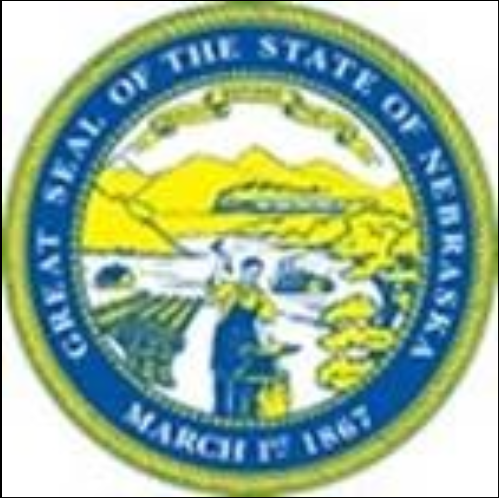 GREAT SEAL OF THE STATE OF NEBRASKA
MARCH 1ST 1867